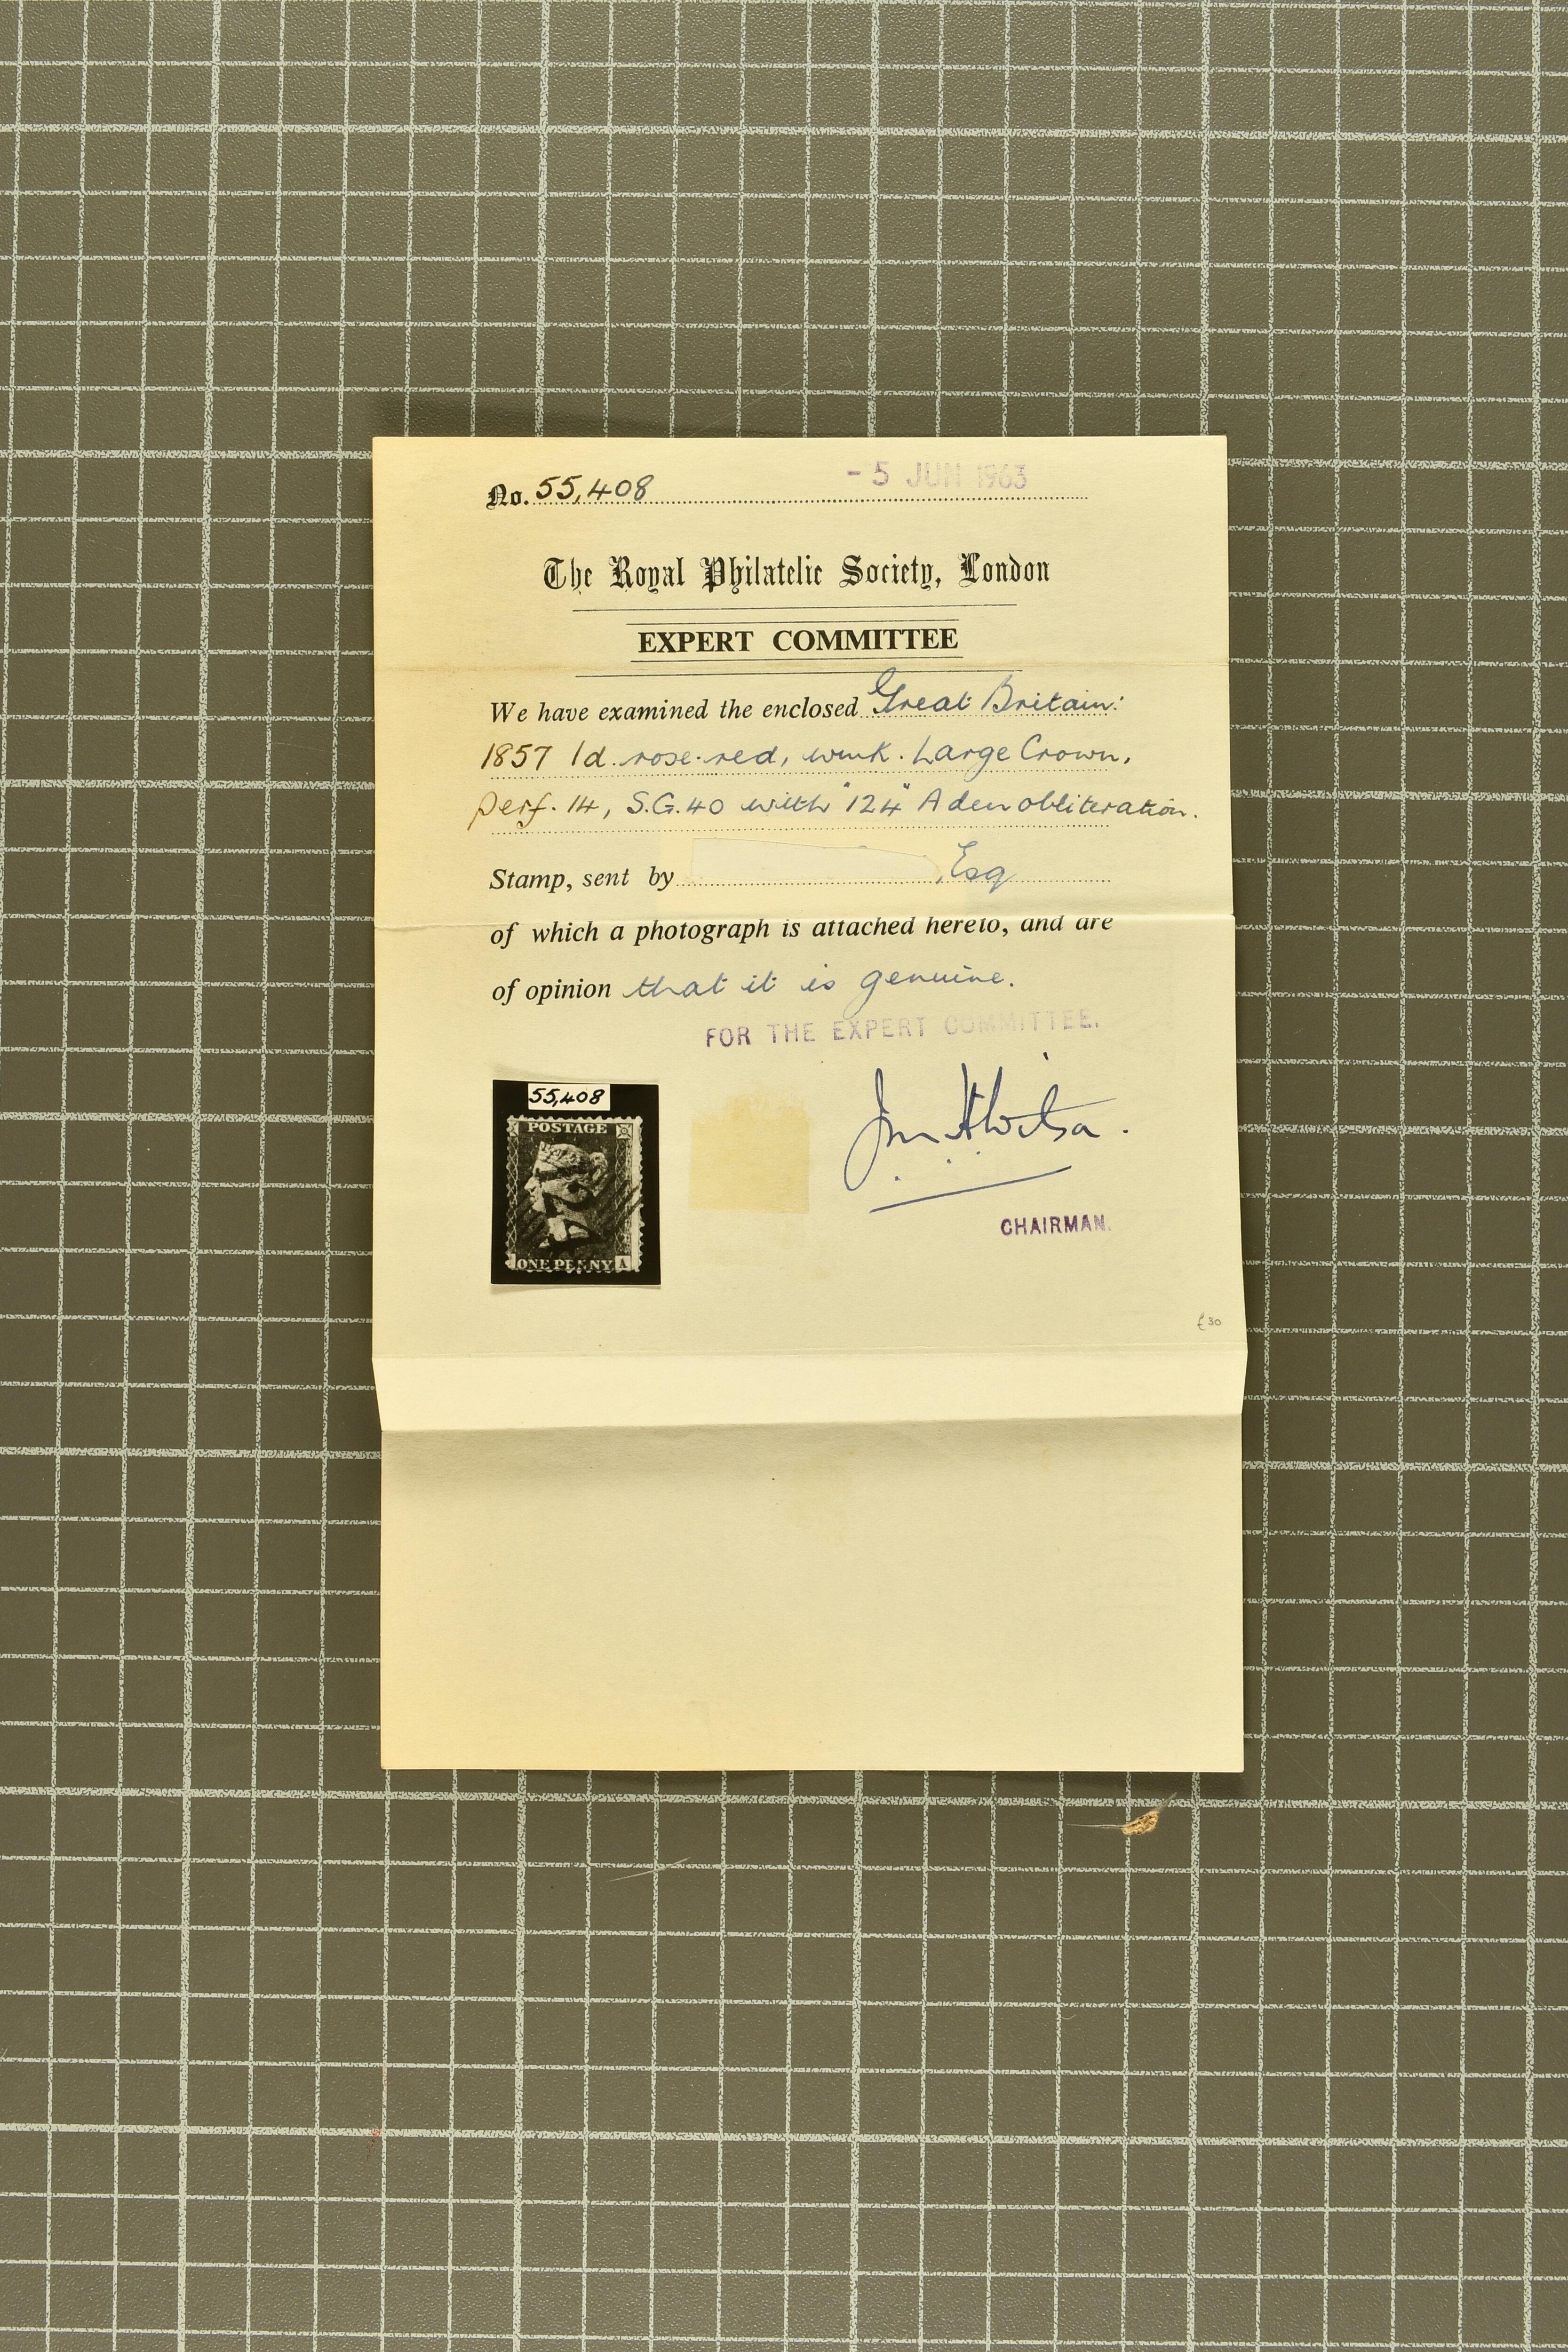 No. 55,408 - 5 JUN 1963
The Royal Philatelic Society, London
EXPERT COMMITTEE
We have examined the enclosed Great Britain:
1857 1d. rose-red, wmk. Large Crown,
perf. 14, S.G. 40 with "124" Aden obliteration.
Stamp, sent by , Esq
of which a photograph is attached hereto, and are
of opinion that it is genuine.
FOR THE EXPERT COMMITTEE.
55,408
POSTAGE
ONE PENNY A
CHAIRMAN.
£30